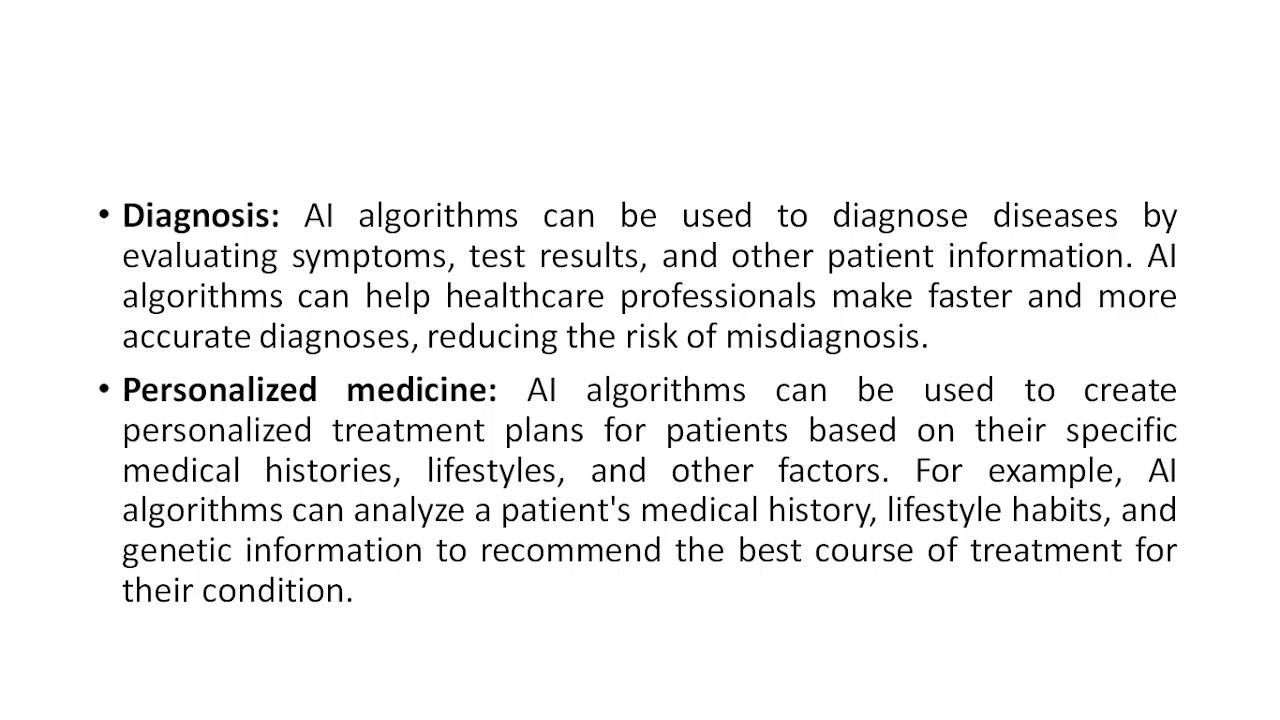 • Diagnosis: AI algorithms can be used to diagnose diseases by
evaluating symptoms, test results, and other patient information. AI
algorithms can help healthcare professionals make faster and more
accurate diagnoses, reducing the risk of misdiagnosis.
• Personalized medicine: AI algorithms can be used to create
personalized treatment plans for patients based on their specific
medical histories, lifestyles, and other factors. For example, AI
algorithms can analyze a patient's medical history, lifestyle habits, and
genetic information to recommend the best course of treatment for
their condition.